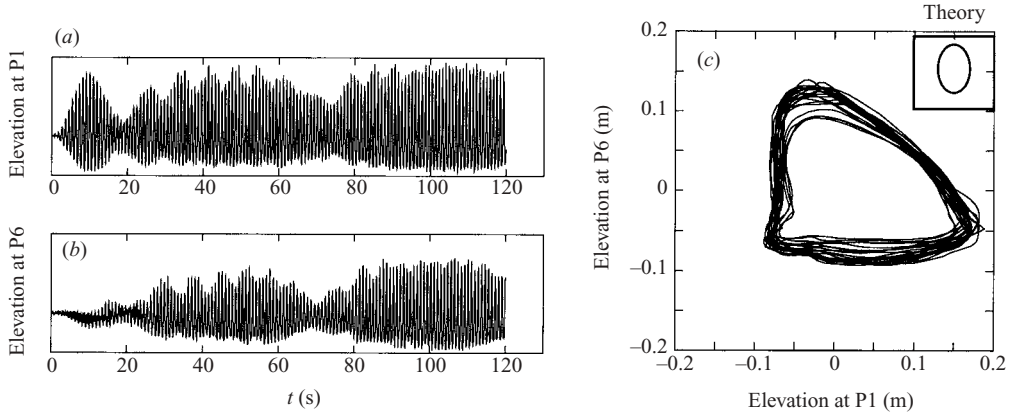 (a)
Elevation at P1
0 20 40 60 80 100 120
(b)
Elevation at P6
0 20 40 60 80 100 120
t (s)
Theory
(c)
0.2
0.1
0
–0.1
–0.2
Elevation at P6 (m)
–0.2 –0.1 0 0.1 0.2
Elevation at P1 (m)